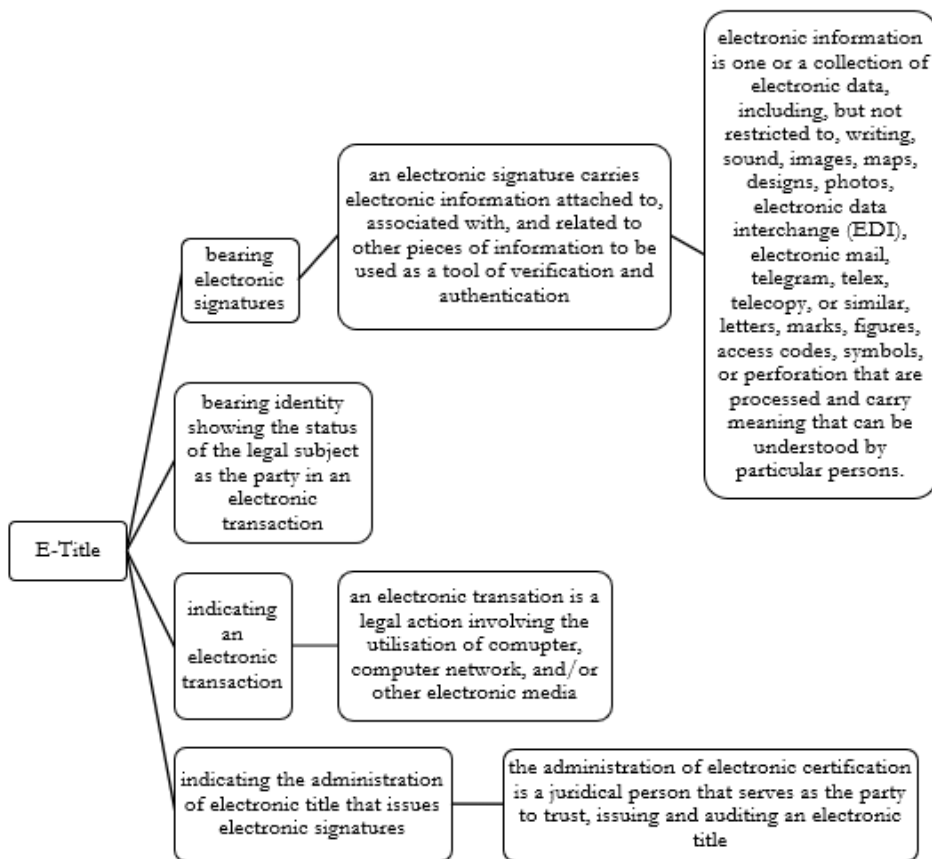 E-Title
bearing
electronic
signatures
an electronic signature carries
electronic information attached to,
associated with, and related to
other pieces of information to be
used as a tool of verification and
authentication
electronic information
is one or a collection of
electronic data,
including, but not
restricted to, writing,
sound, images, maps,
designs, photos,
electronic data
interchange (EDI),
electronic mail,
telegram, telex,
telecopy, or similar,
letters, marks, figures,
access codes, symbols,
or perforation that are
processed and carry
meaning that can be
understood by
particular persons.
bearing identity
showing the status
of the legal subject
as the party in an
electronic
transaction
indicating
an
electronic
transaction
an electronic transation is a
legal action involving the
utilisation of comupter,
computer network, and/or
other electronic media
indicating the administration
of electronic title that issues
electronic signatures
the administration of electronic certification
is a juridical person that serves as the party
to trust, issuing and auditing an electronic
title